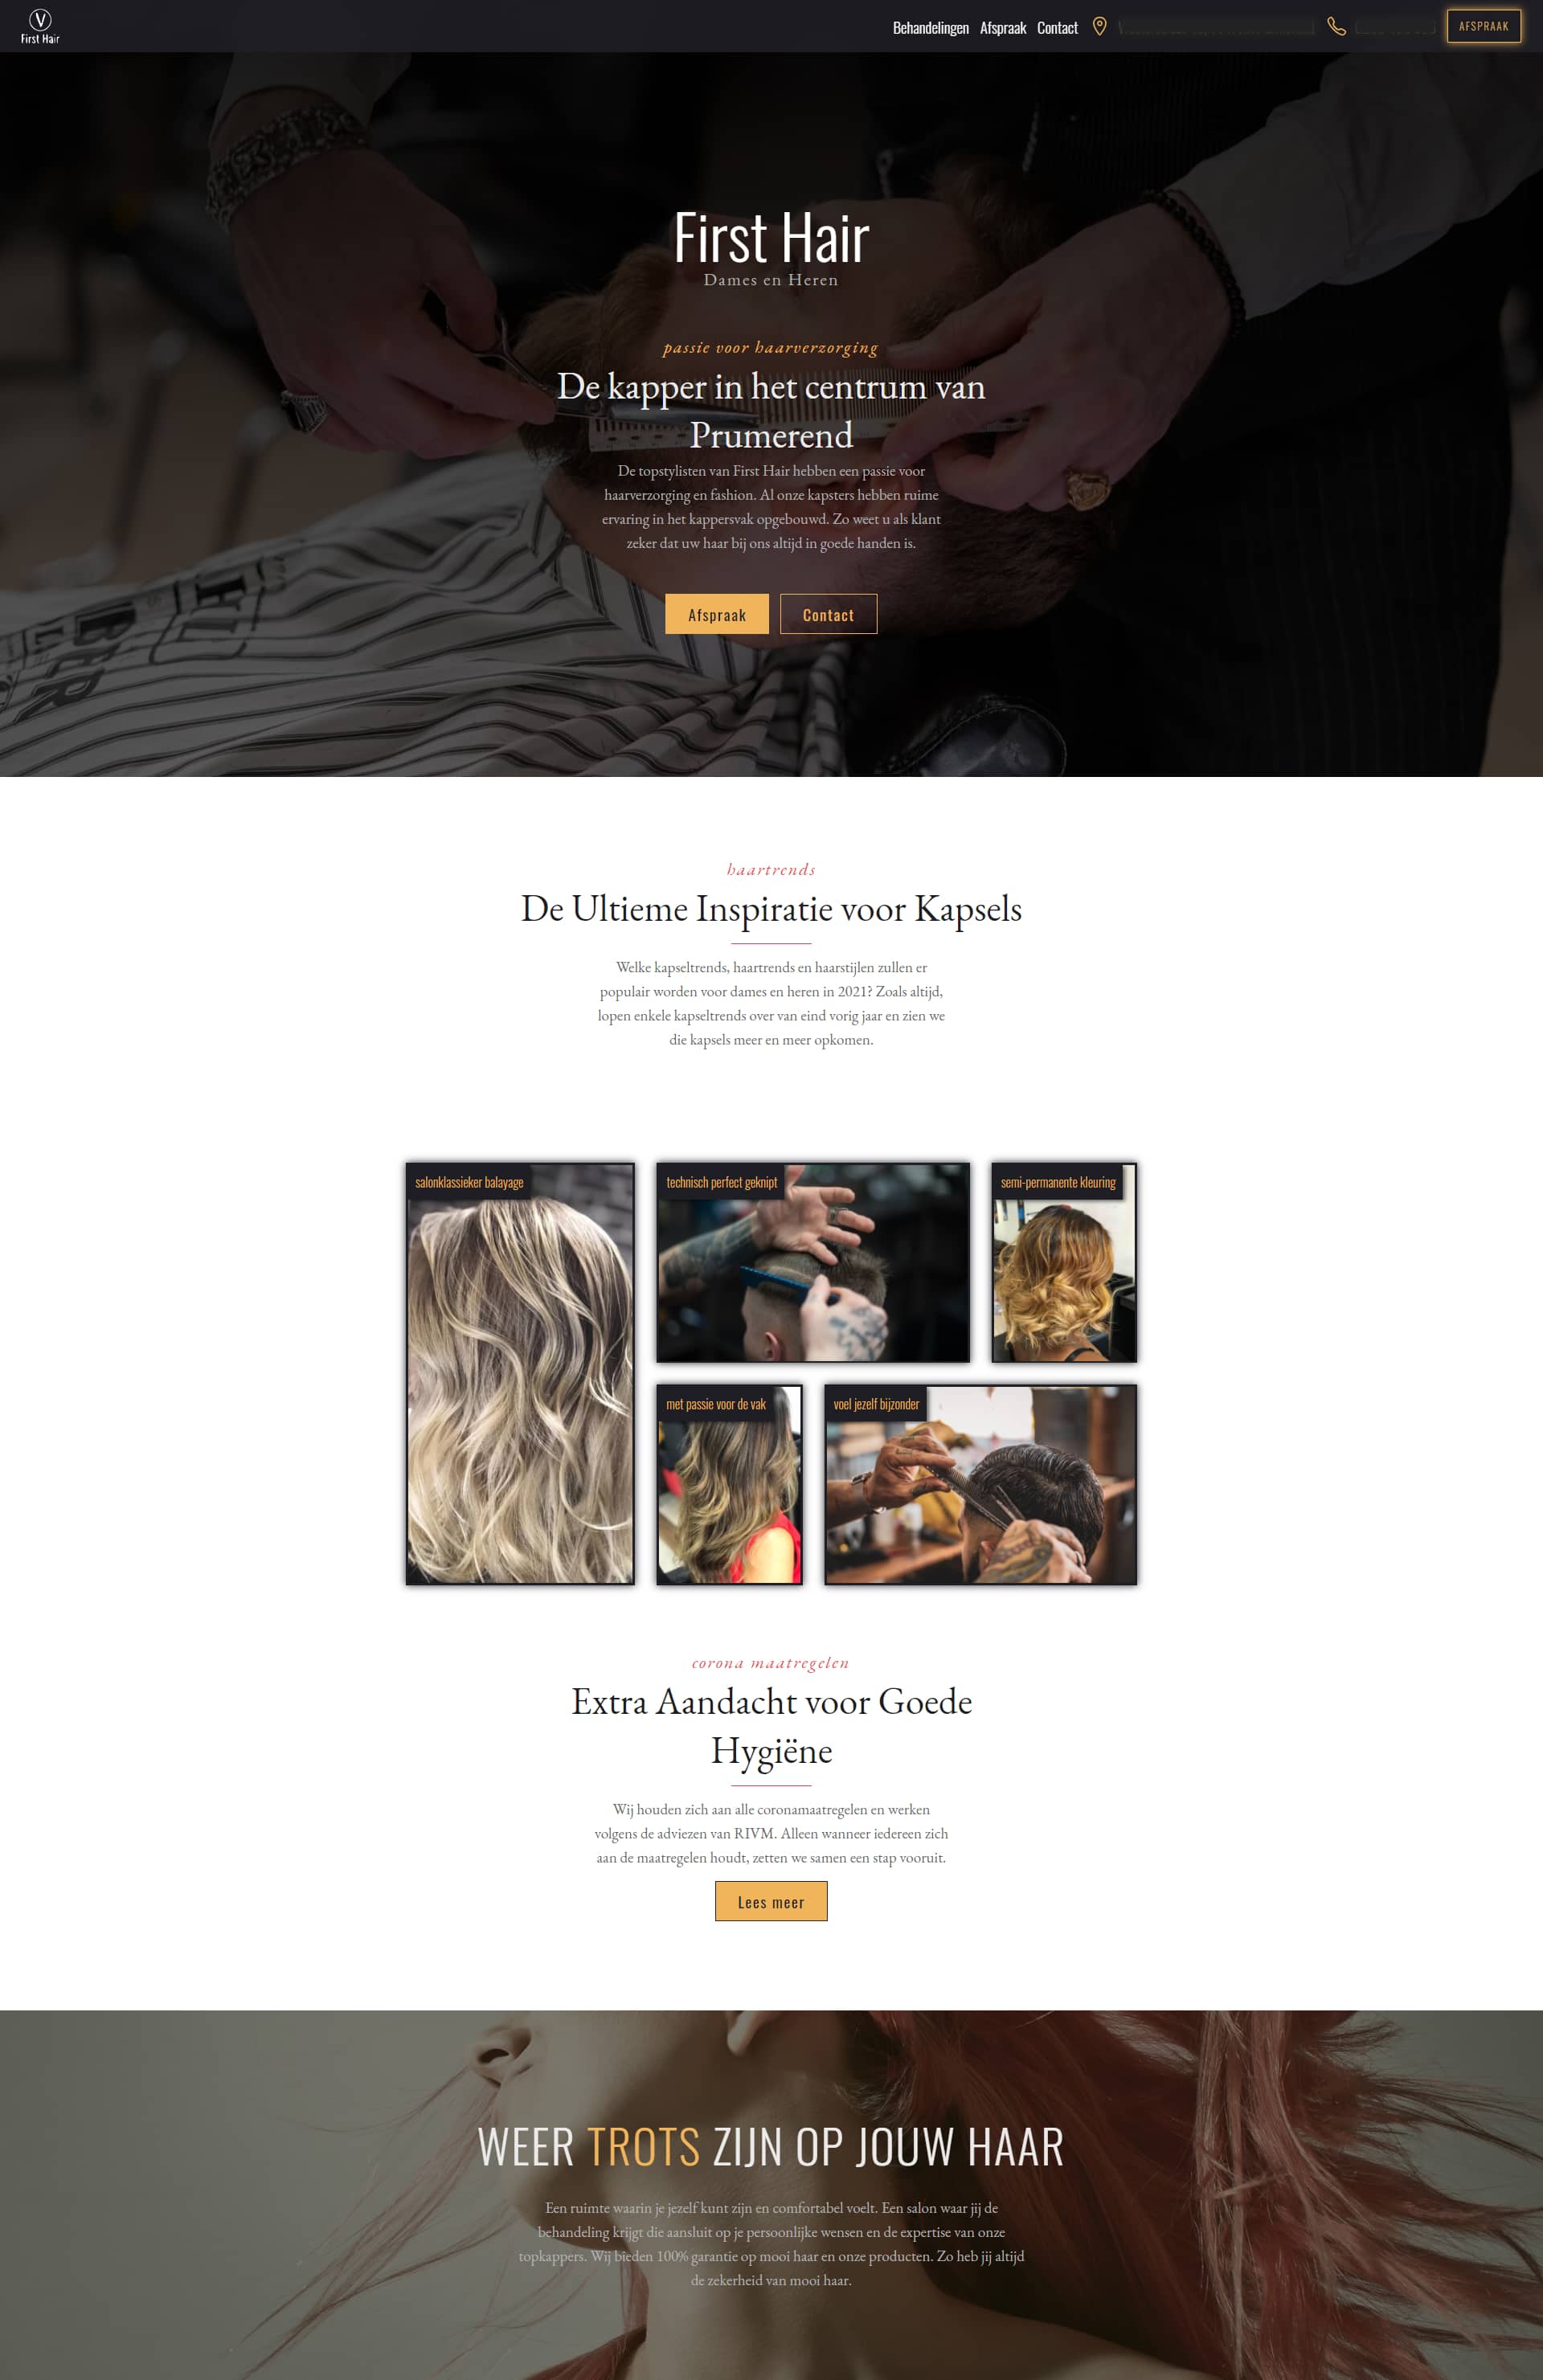 V
First Hair
Behandelingen Afspraak Contact AFSPRAAK
First Hair
Dames en Heren
passie voor haarverzorging
De kapper in het centrum van
Prumerend
De topstylisten van First Hair hebben een passie voor
haarverzorging en fashion. Al onze kapsters hebben ruime
ervaring in het kappersvak opgebouwd. Zo weet u als klant
zeker dat uw haar bij ons altijd in goede handen is.
Afspraak Contact
haartrends
De Ultieme Inspiratie voor Kapsels
Welke kapseltrends, haartrends en haarstijlen zullen er
populair worden voor dames en heren in 2021? Zoals altijd,
lopen enkele kapseltrends over van eind vorig jaar en zien we
die kapsels meer en meer opkomen.
salonklassieker balayage
technisch perfect geknipt
semi-permanente kleuring
met passie voor de vak
voel jezelf bijzonder
corona maatregelen
Extra Aandacht voor Goede
Hygiëne
Wij houden zich aan alle coronamaatregelen en werken
volgens de adviezen van RIVM. Alleen wanneer iedereen zich
aan de maatregelen houdt, zetten we samen een stap vooruit.
Lees meer
WEER TROTS ZIJN OP JOUW HAAR
Een ruimte waarin je jezelf kunt zijn en comfortabel voelt. Een salon waar jij de
behandeling krijgt die aansluit op je persoonlijke wensen en de expertise van onze
topkappers. Wij bieden 100% garantie op mooi haar en onze producten. Zo heb jij altijd
de zekerheid van mooi haar.